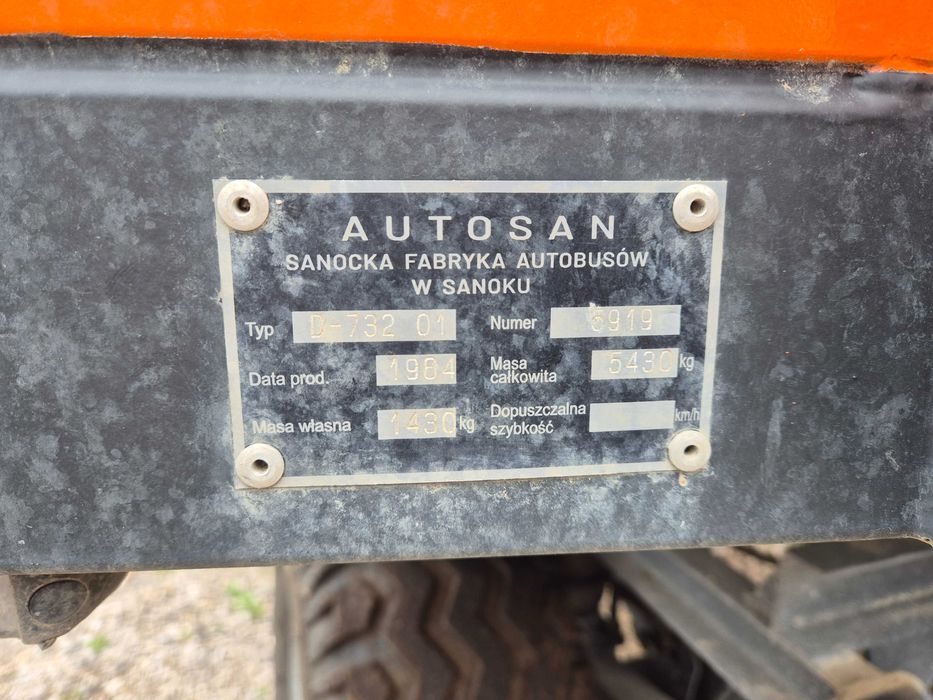 AUTOSAN
SANOCKA FABRYKA AUTOBUSÓW
W SANOKU
Typ D-732 01 Numer 6919
Data prod. 1984 Masa całkowita 5430 kg
Masa własna 1430 kg Dopuszczalna szybkość km/h